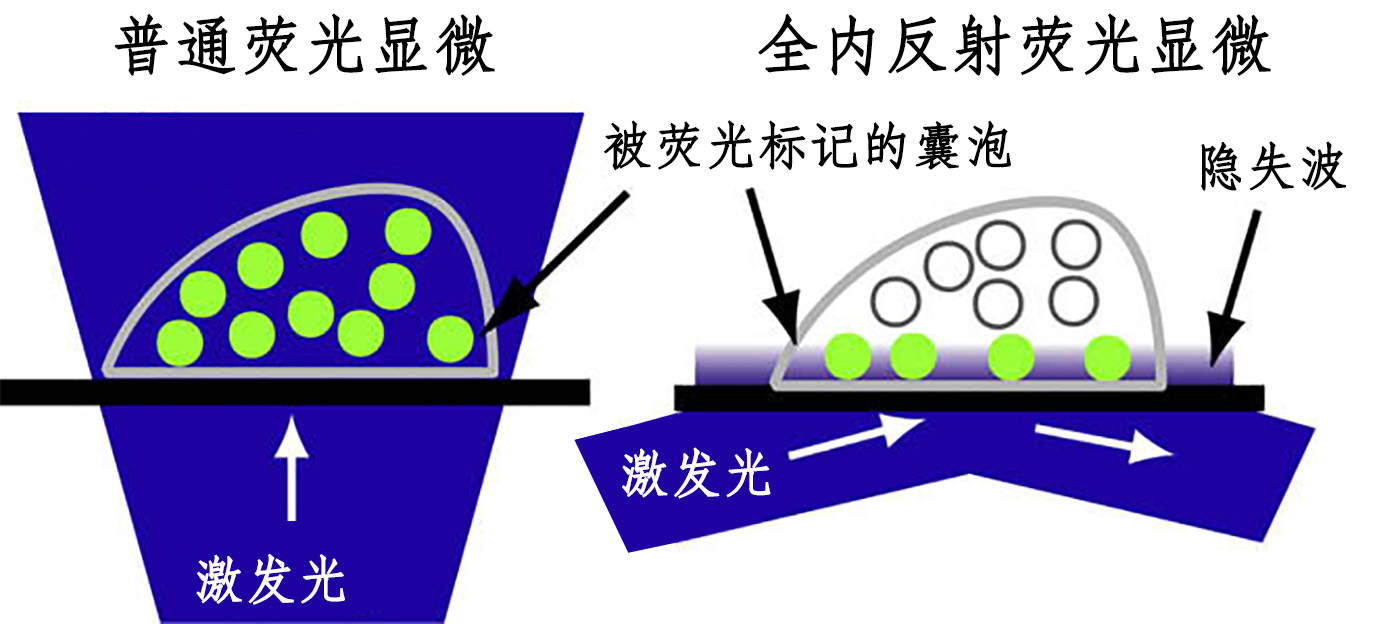 普通荧光显微
全内反射荧光显微
被荧光标记的囊泡
隐失波
激发光
激发光